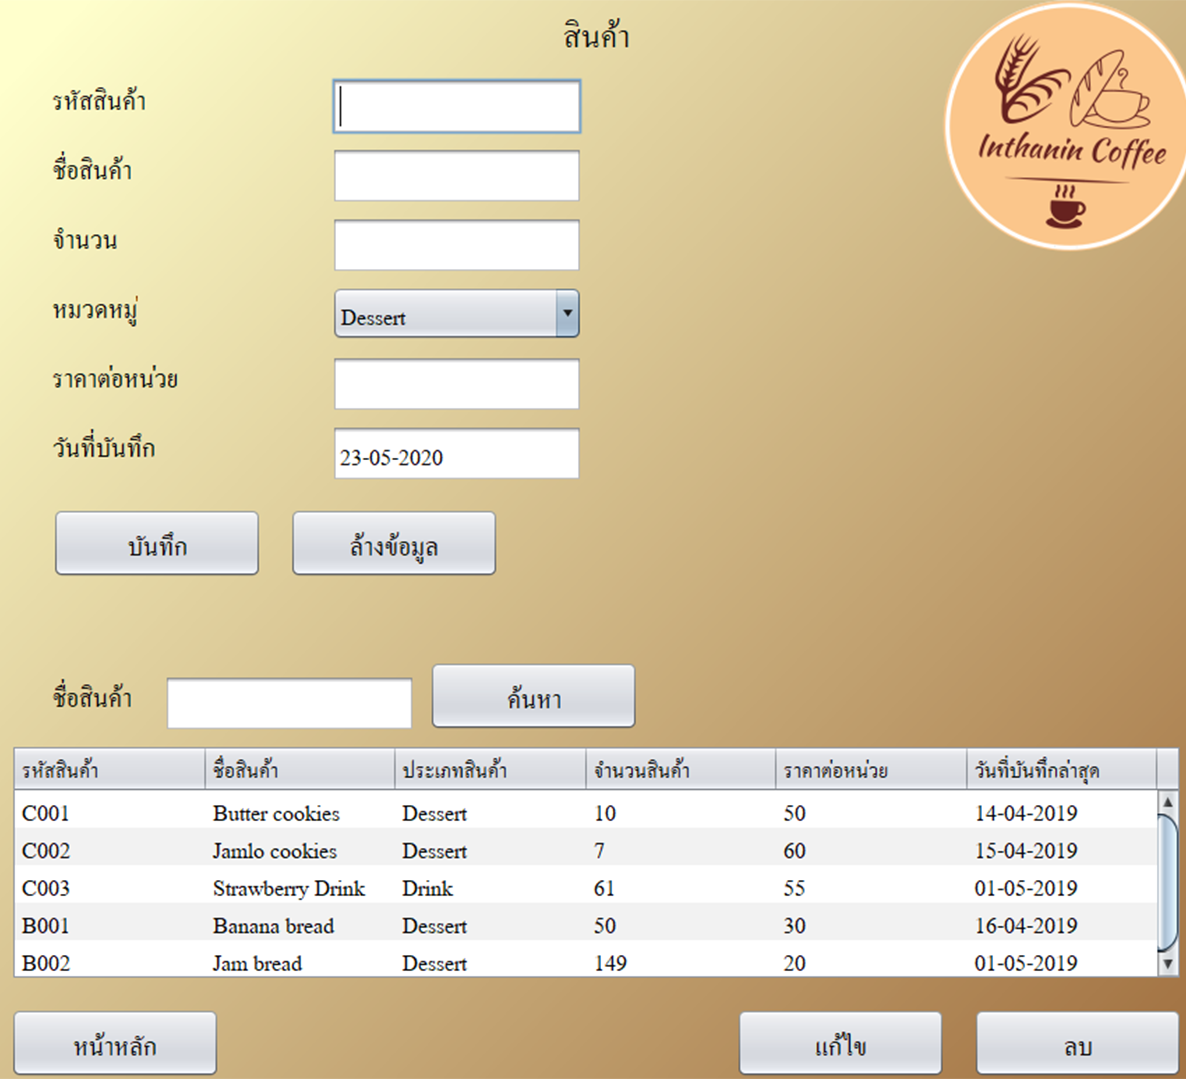 สินค้า
Inthanin Coffee
รหัสสินค้า
ชื่อสินค้า
จำนวน
หมวดหมู่ Dessert
ราคาต่อหน่วย
วันที่บันทึก 23-05-2020
บันทึก ล้างข้อมูล
ชื่อสินค้า ค้นหา
รหัสสินค้า ชื่อสินค้า ประเภทสินค้า จำนวนสินค้า ราคาต่อหน่วย วันที่บันทึกล่าสุด
C001 Butter cookies Dessert 10 50 14-04-2019
C002 Jamlo cookies Dessert 7 60 15-04-2019
C003 Strawberry Drink Drink 61 55 01-05-2019
B001 Banana bread Dessert 50 30 16-04-2019
B002 Jam bread Dessert 149 20 01-05-2019
หน้าหลัก แก้ไข ลบ